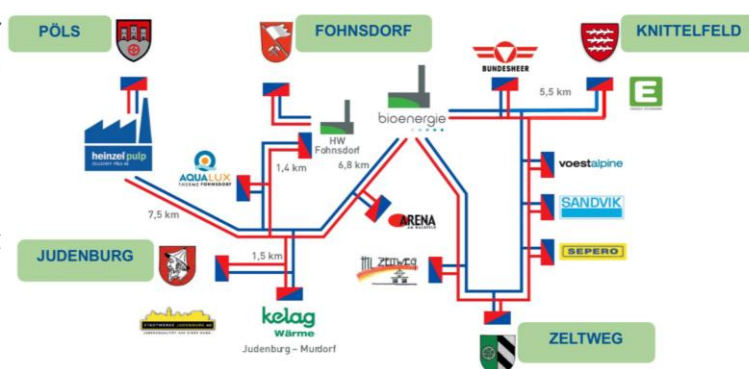 PÖLS
FOHNSDORF
KNITTELFELD
BUNDESHEER
5,5 km
E
bioenergie
HW
Fohnsdorf
heinzel pulp
AQUALUX
THERME FOHNSDORF
1,4 km
6,8 km
voestalpine
SANDVIK
7,5 km
ARENA
AM WALDFELD
SEPERO
JUDENBURG
1,5 km
ZELTWEG
STADTWERKE JUDENBURG AG
kelag
Wärme
Judenburg – Murdorf
ZELTWEG